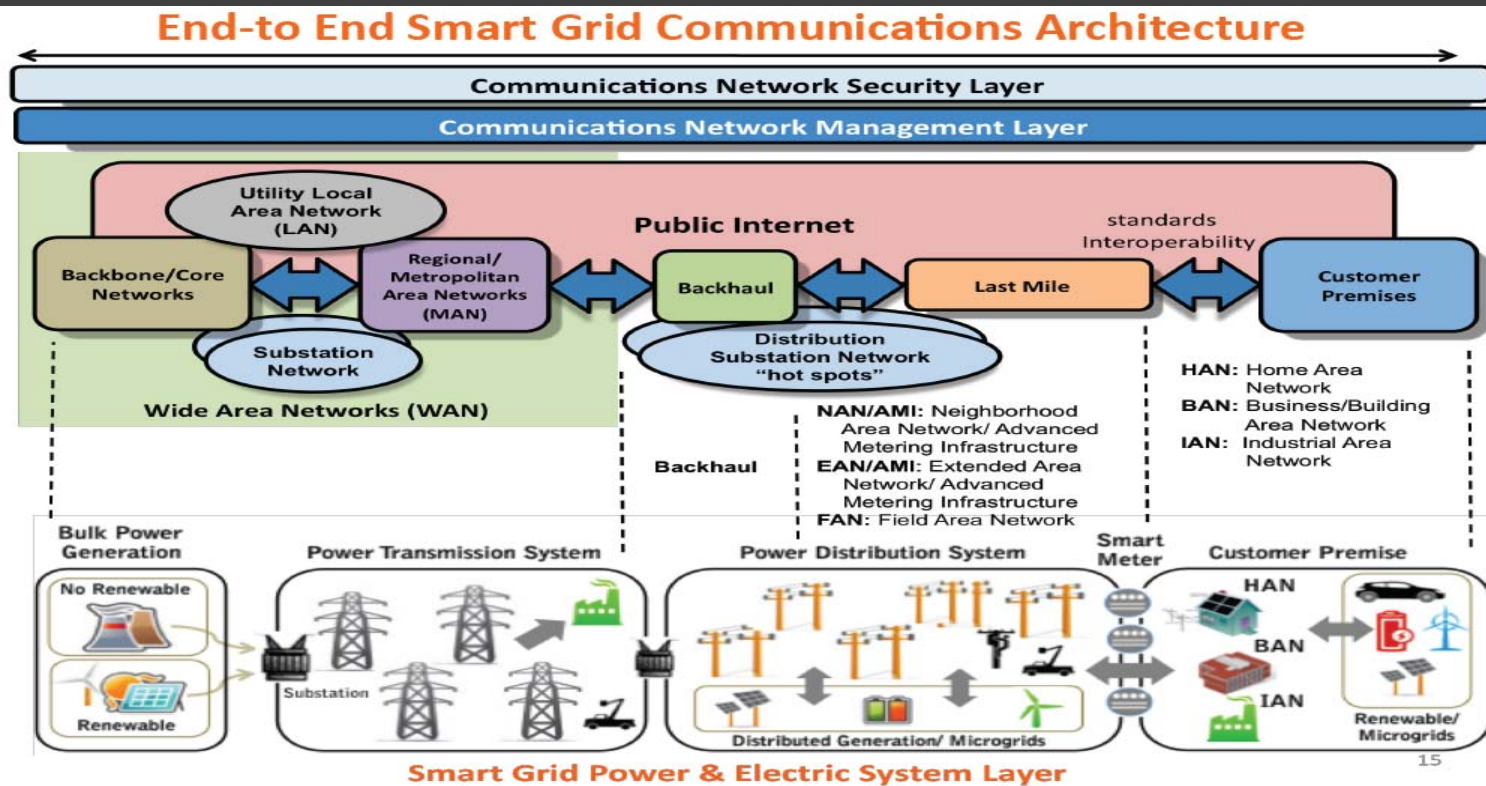 End-to End Smart Grid Communications Architecture
Communications Network Security Layer
Communications Network Management Layer
Utility Local
Area Network
(LAN)
Public Internet
standards
Interoperability
Backbone/Core
Networks
Regional/
Metropolitan
Area Networks
(MAN)
Backhaul
Last Mile
Customer
Premises
Substation
Network
Distribution
Substation Network
“hot spots”
Wide Area Networks (WAN)
Backhaul
NAN/AMI: Neighborhood
Area Network/ Advanced
Metering Infrastructure
EAN/AMI: Extended Area
Network/ Advanced
Metering Infrastructure
FAN: Field Area Network
HAN: Home Area
Network
BAN: Business/Building
Area Network
IAN: Industrial Area
Network
Bulk Power
Generation
Power Transmission System
Power Distribution System
Smart
Meter
Customer Premise
No Renewable
Renewable
Substation
Distributed Generation/ Microgrids
HAN
BAN
IAN
Renewable/
Microgrids
15
Smart Grid Power & Electric System Layer